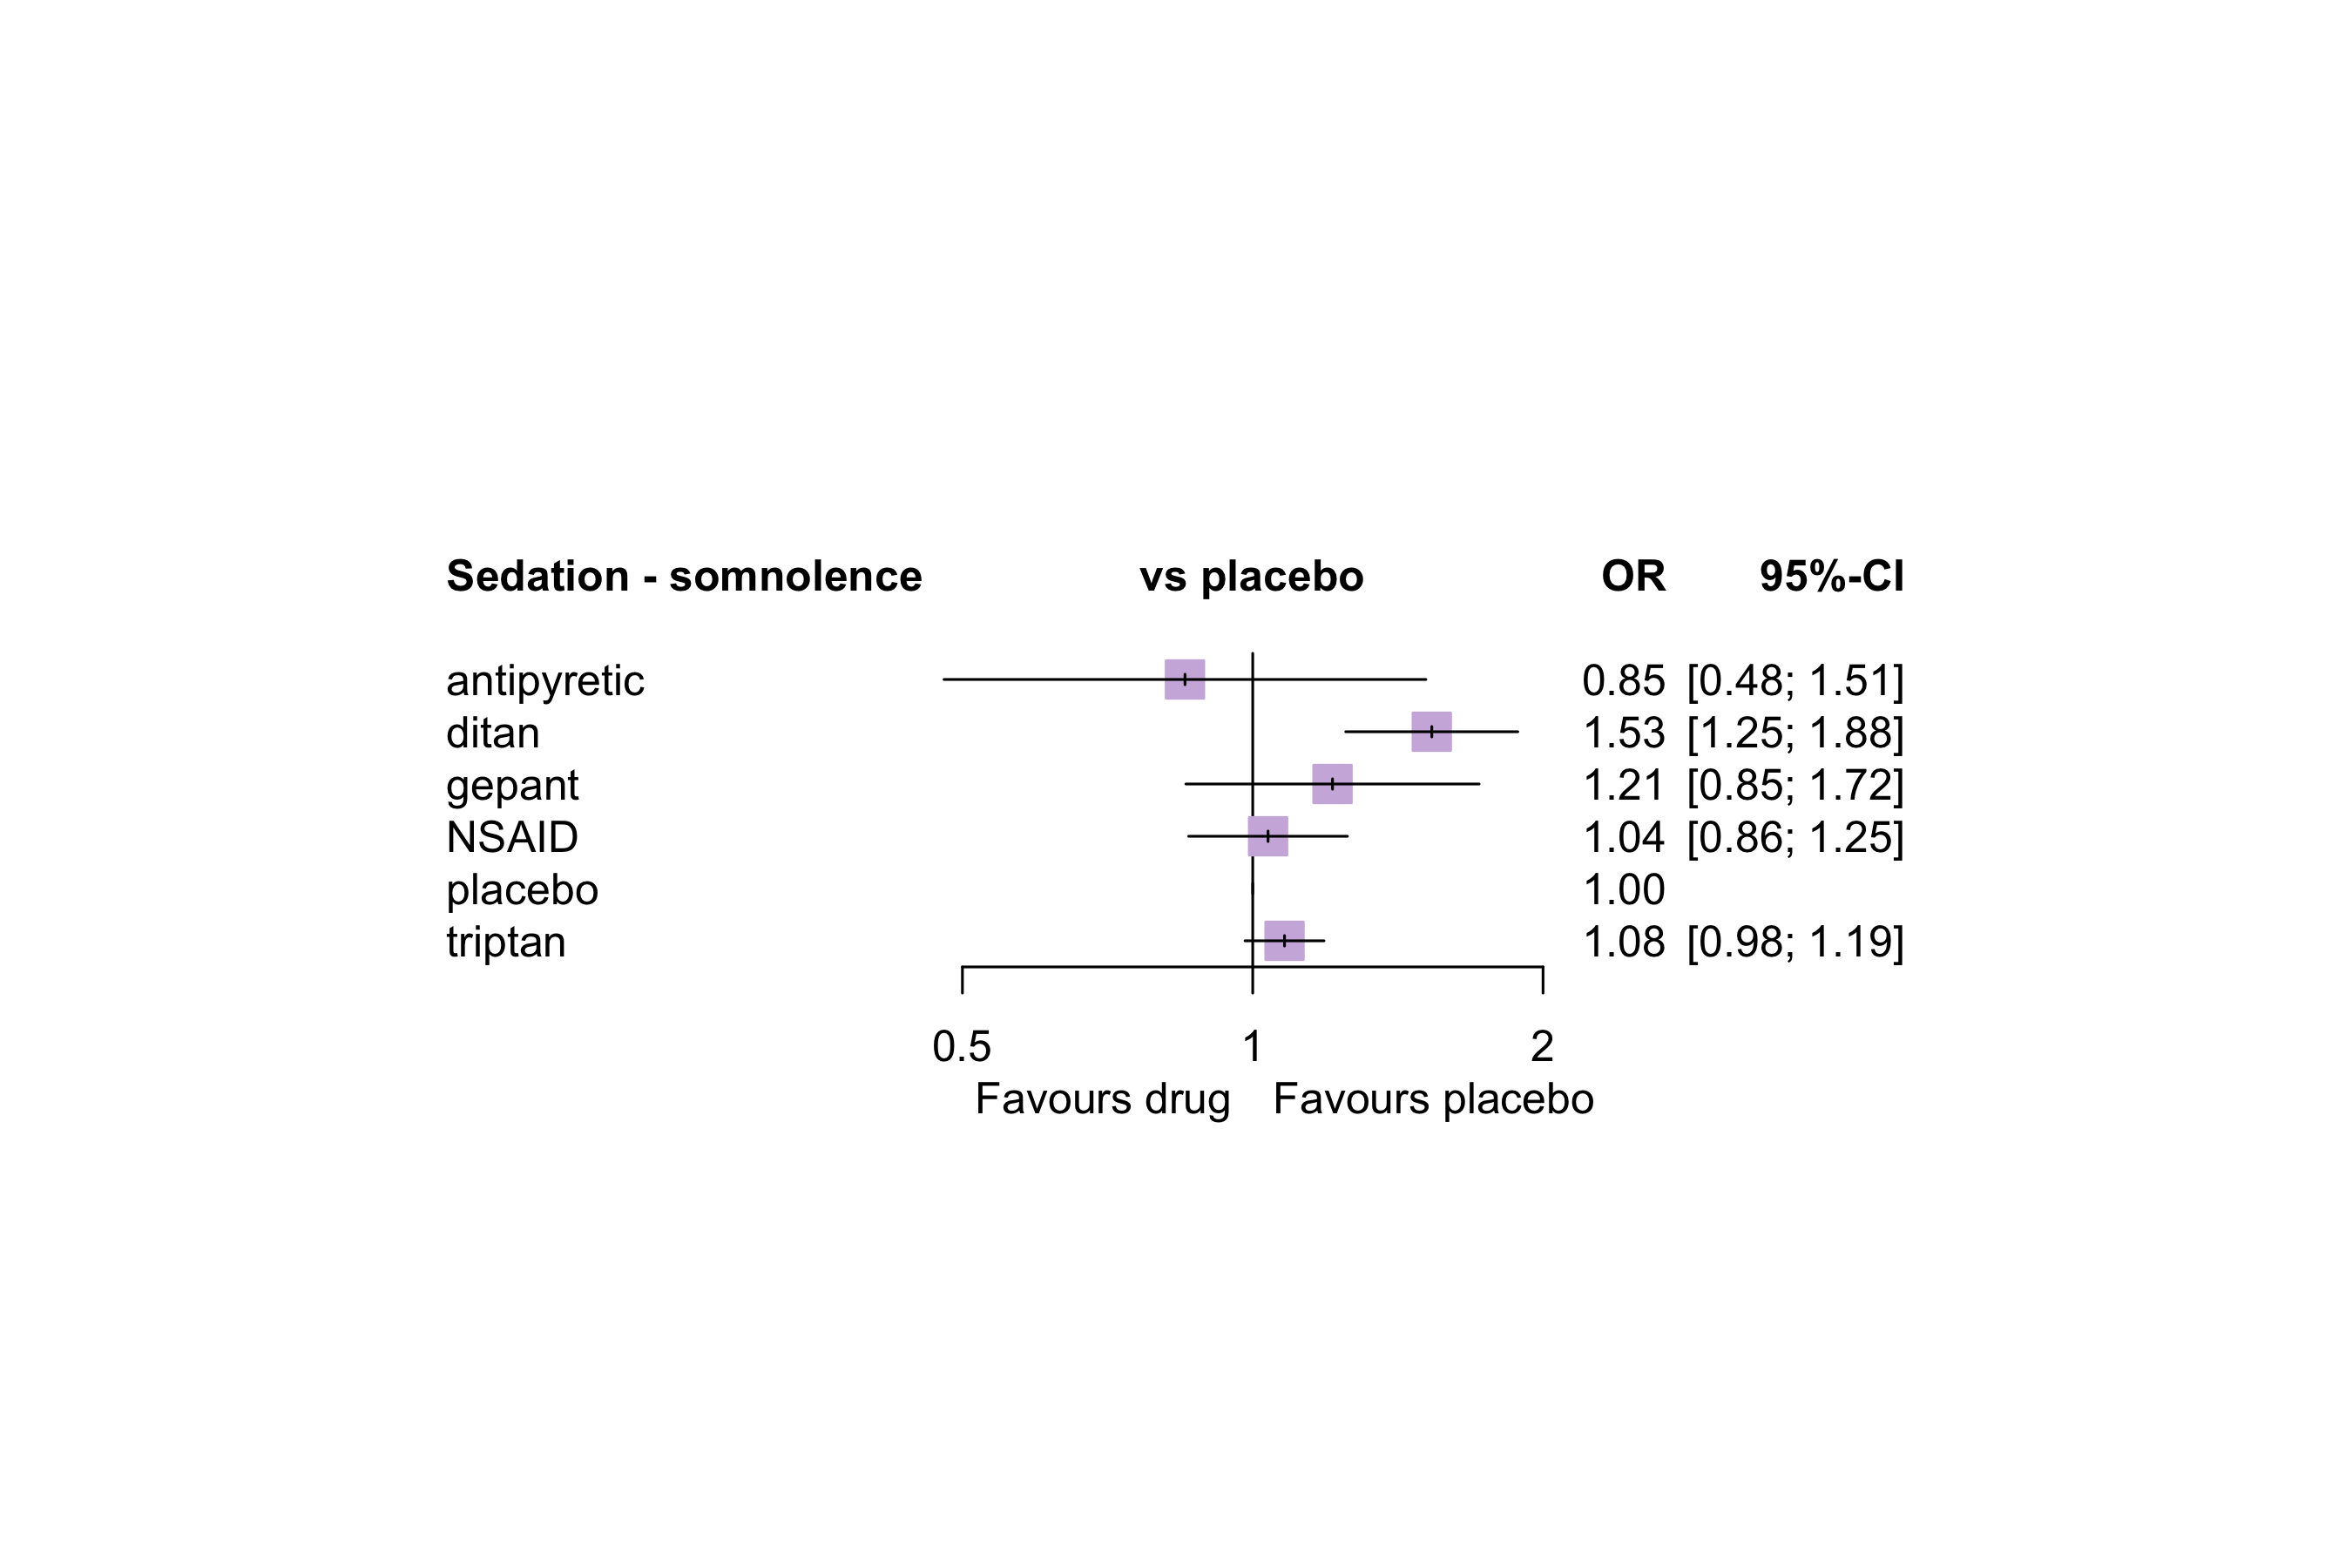 Sedation - somnolence vs placebo OR 95%-CI
antipyretic 0.85 [0.48; 1.51]
ditan 1.53 [1.25; 1.88]
gepant 1.21 [0.85; 1.72]
NSAID 1.04 [0.86; 1.25]
placebo 1.00
triptan 1.08 [0.98; 1.19]
0.5 1 2
Favours drug Favours placebo